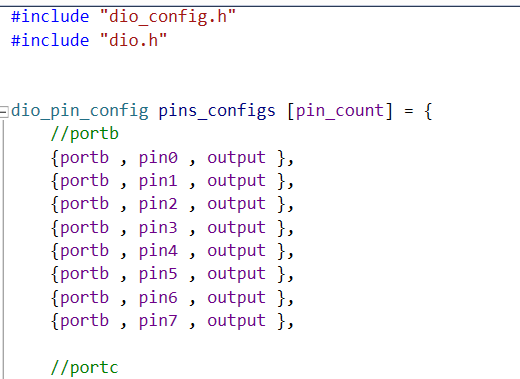 #include "dio_config.h"
#include "dio.h"
dio_pin_config pins_configs [pin_count] = {
//portb
{portb , pin0 , output },
{portb , pin1 , output },
{portb , pin2 , output },
{portb , pin3 , output },
{portb , pin4 , output },
{portb , pin5 , output },
{portb , pin6 , output },
{portb , pin7 , output },
//portc